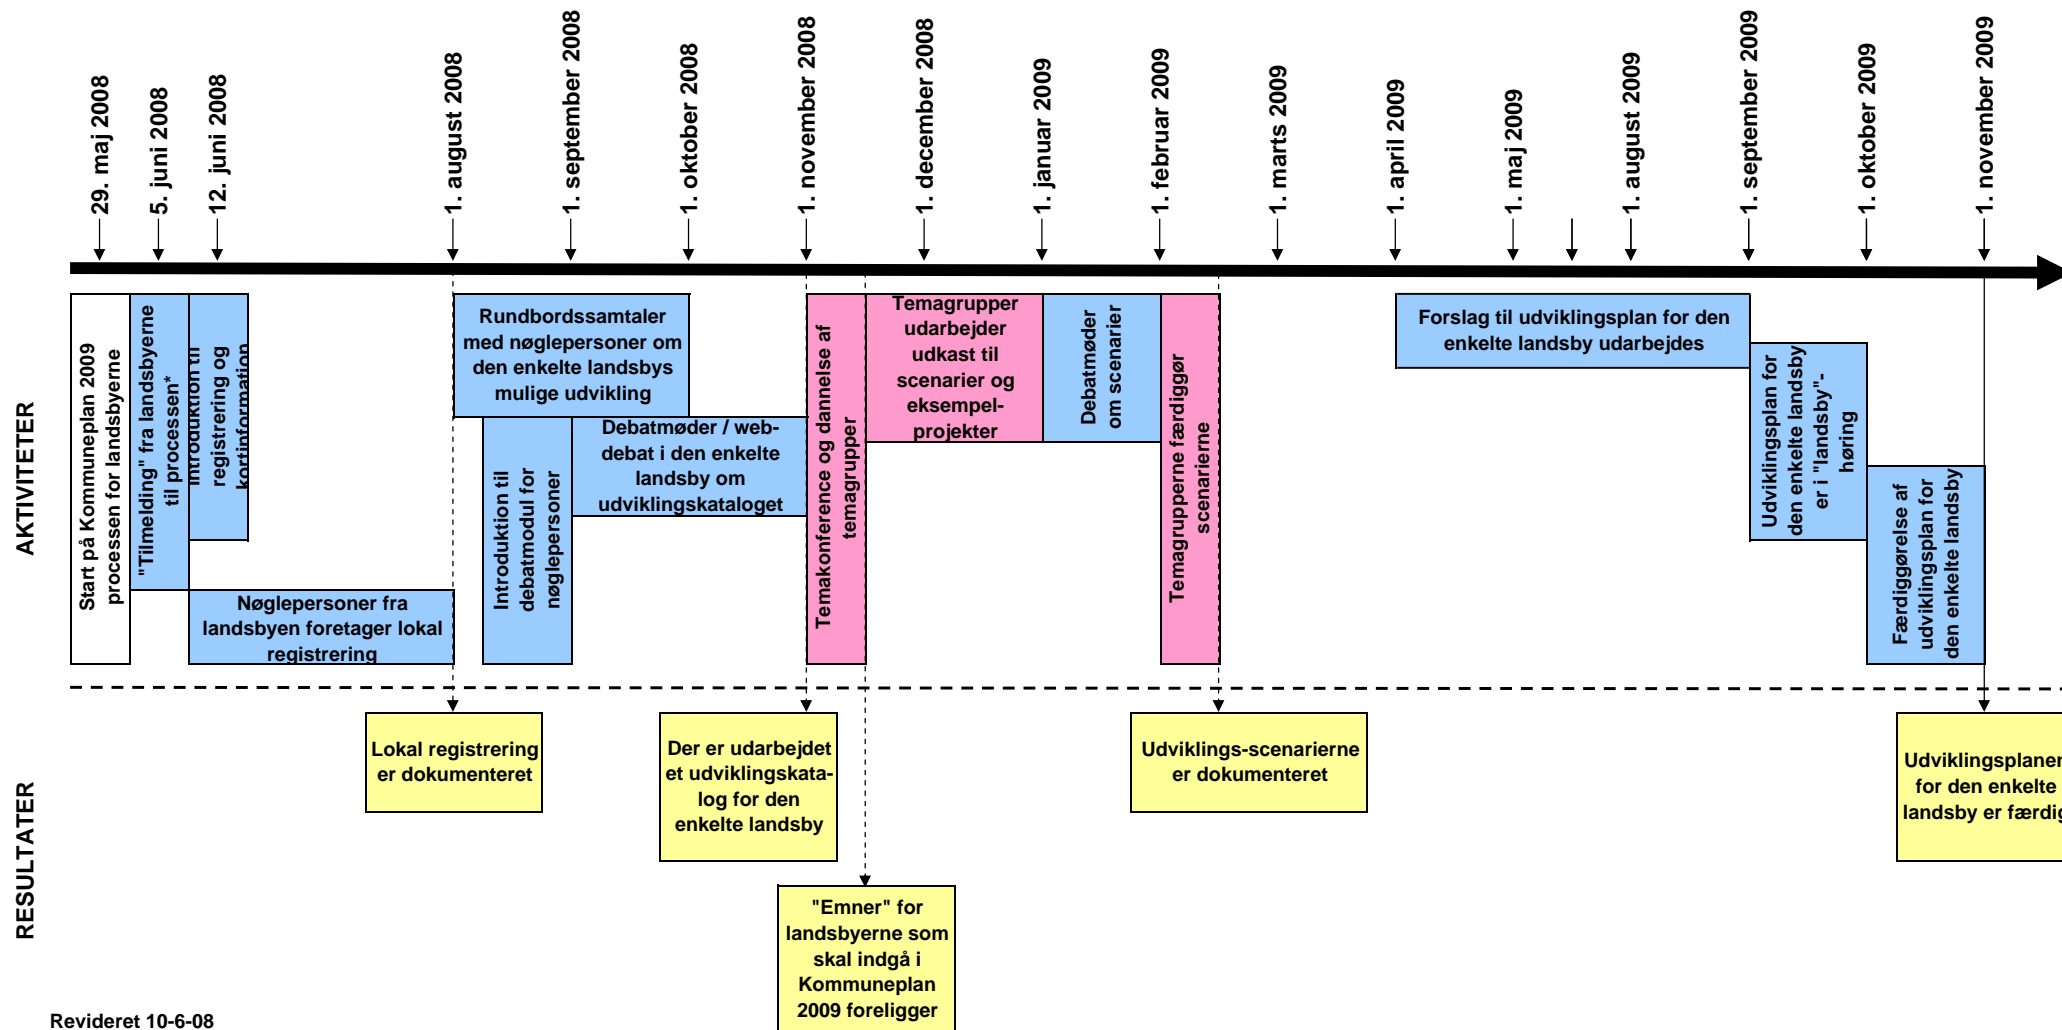 29. maj 2008
5. juni 2008
12. juni 2008
1. august 2008
1. september 2008
1. oktober 2008
1. november 2008
1. december 2008
1. januar 2009
1. februar 2009
1. marts 2009
1. april 2009
1. maj 2009
1. august 2009
1. september 2009
1. oktober 2009
1. november 2009
AKTIVITETER
Start på Kommuneplan 2009
processen for landsbyerne
"Tilmelding" fra landsbyerne
til processen*
Introduktion til
registrering og
kortinformation
Nøglepersoner fra
landsbyen foretager lokal
registrering
Rundbordssamtaler
med nøglepersoner om
den enkelte landsbys
mulige udvikling
Introduktion til
debatmodul for
nøglepersoner
Debatmøder / web-
debat i den enkelte
landsby om
udviklingskataloget
Temakonference og dannelse af
temagrupper
Temagrupper
udarbejder
udkast til
scenarier og
eksempel-
projekter
Debatmøder
om scenarier
Temagrupperne færdiggør
scenarierne
Forslag til udviklingsplan for den
enkelte landsby udarbejdes
Udviklingsplan for
den enkelte landsby
er i "landsby"-
høring
Færdiggørelse af
udviklingsplan for
den enkelte landsby
RESULTATER
Lokal registrering
er dokumenteret
Der er udarbejdet
et udviklingskata-
log for den
enkelte landsby
"Emner" for
landsbyerne som
skal indgå i
Kommuneplan
2009 foreligger
Udviklings-scenarierne
er dokumenteret
Udviklingsplanen
for den enkelte
landsby er færdig
Revideret 10-6-08